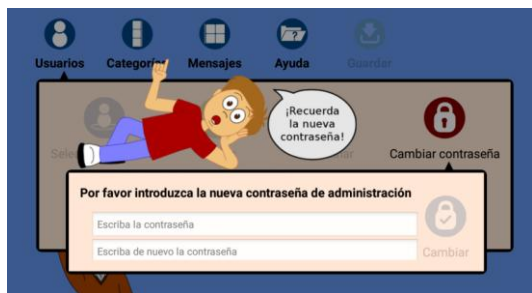 Usuarios Categorías Mensajes Ayuda Guardar
¡Recuerda
la nueva
contraseña!
Cambiar contraseña
Por favor introduzca la nueva contraseña de administración
Escriba la contraseña
Escriba de nuevo la contraseña
Cambiar